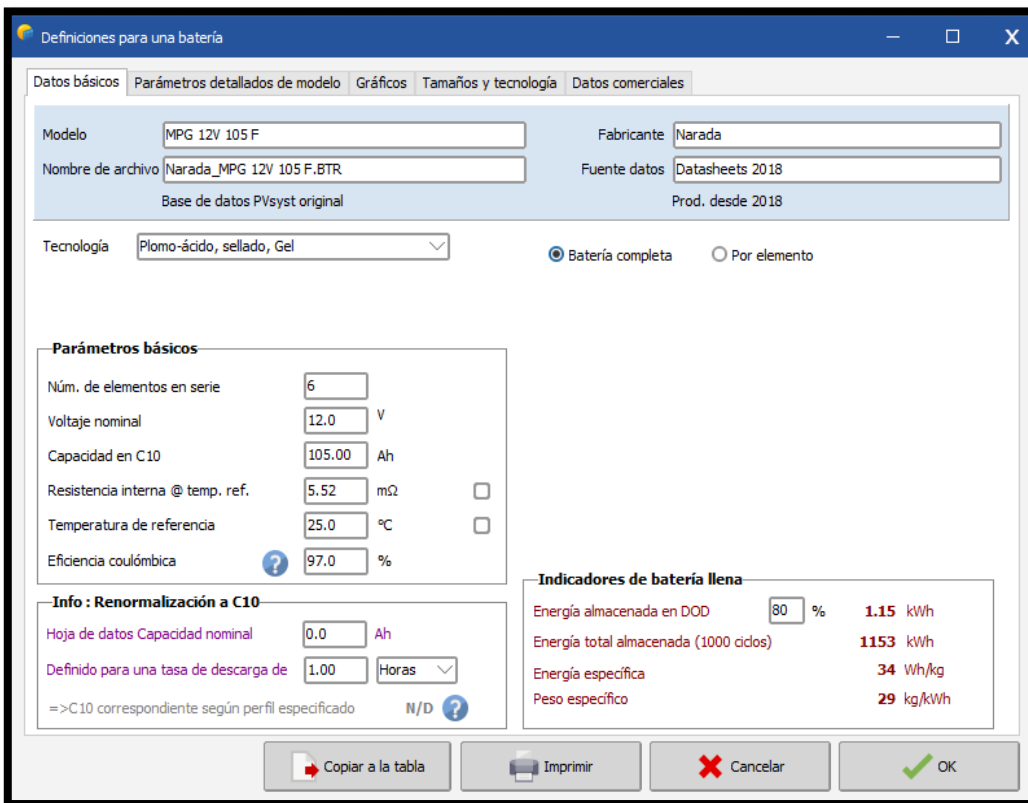 Definiciones para una batería
Datos básicos Parámetros detallados de modelo Gráficos Tamaños y tecnología Datos comerciales
Modelo MPG 12V 105 F Fabricante Narada
Nombre de archivo Narada_MPG 12V 105 F.BTR Fuente datos Datasheets 2018
Base de datos PVsyst original Prod. desde 2018
Tecnología Plomo-ácido, sellado, Gel Batería completa Por elemento
Parámetros básicos
Núm. de elementos en serie 6
Voltaje nominal 12.0 V
Capacidad en C10 105.00 Ah
Resistencia interna @ temp. ref. 5.52 mΩ
Temperatura de referencia 25.0 ºC
Eficiencia coulómbica ? 97.0 %
Info : Renormalización a C10
Hoja de datos Capacidad nominal 0.0 Ah
Definido para una tasa de descarga de 1.00 Horas
=>C10 correspondiente según perfil especificado N/D ?
Indicadores de batería llena
Energía almacenada en DOD 80 % 1.15 kWh
Energía total almacenada (1000 ciclos) 1153 kWh
Energía específica 34 Wh/kg
Peso específico 29 kg/kWh
Copiar a la tabla Imprimir Cancelar OK